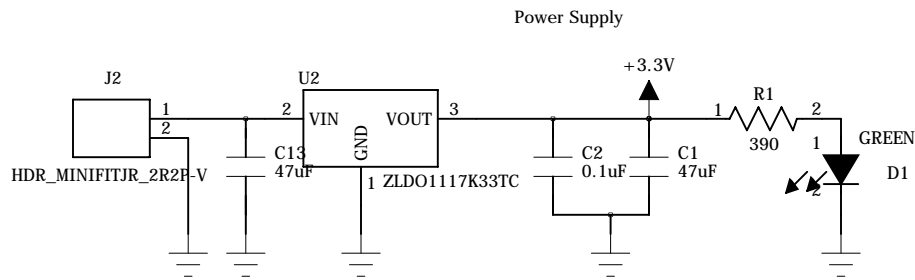 Power Supply
+3.3V
J2
U2
R1
1
2
2
VIN
VOUT
3
1
2
GND
C13
47uF
1
ZLDO1117K33TC
C2
0.1uF
C1
47uF
390
1
GREEN
D1
2
HDR_MINIFITJR_2R2P-V